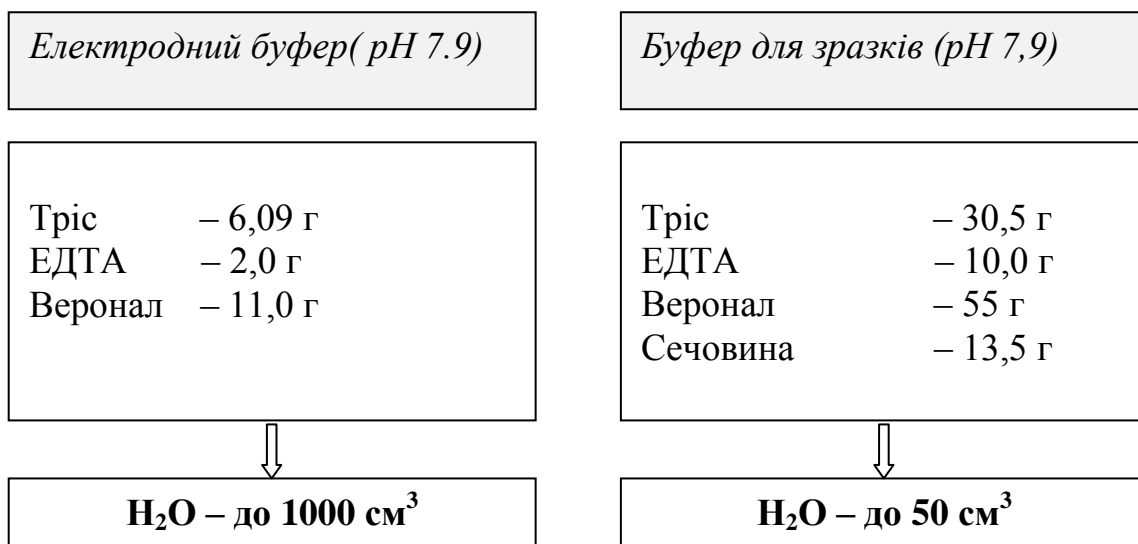 Електродний буфер( рН 7.9)
Тріс – 6,09 г
ЕДТА – 2,0 г
Веронал – 11,0 г
H₂O – до 1000 см³
Буфер для зразків (рН 7,9)
Тріс – 30,5 г
ЕДТА – 10,0 г
Веронал – 55 г
Сечовина – 13,5 г
H₂O – до 50 см³